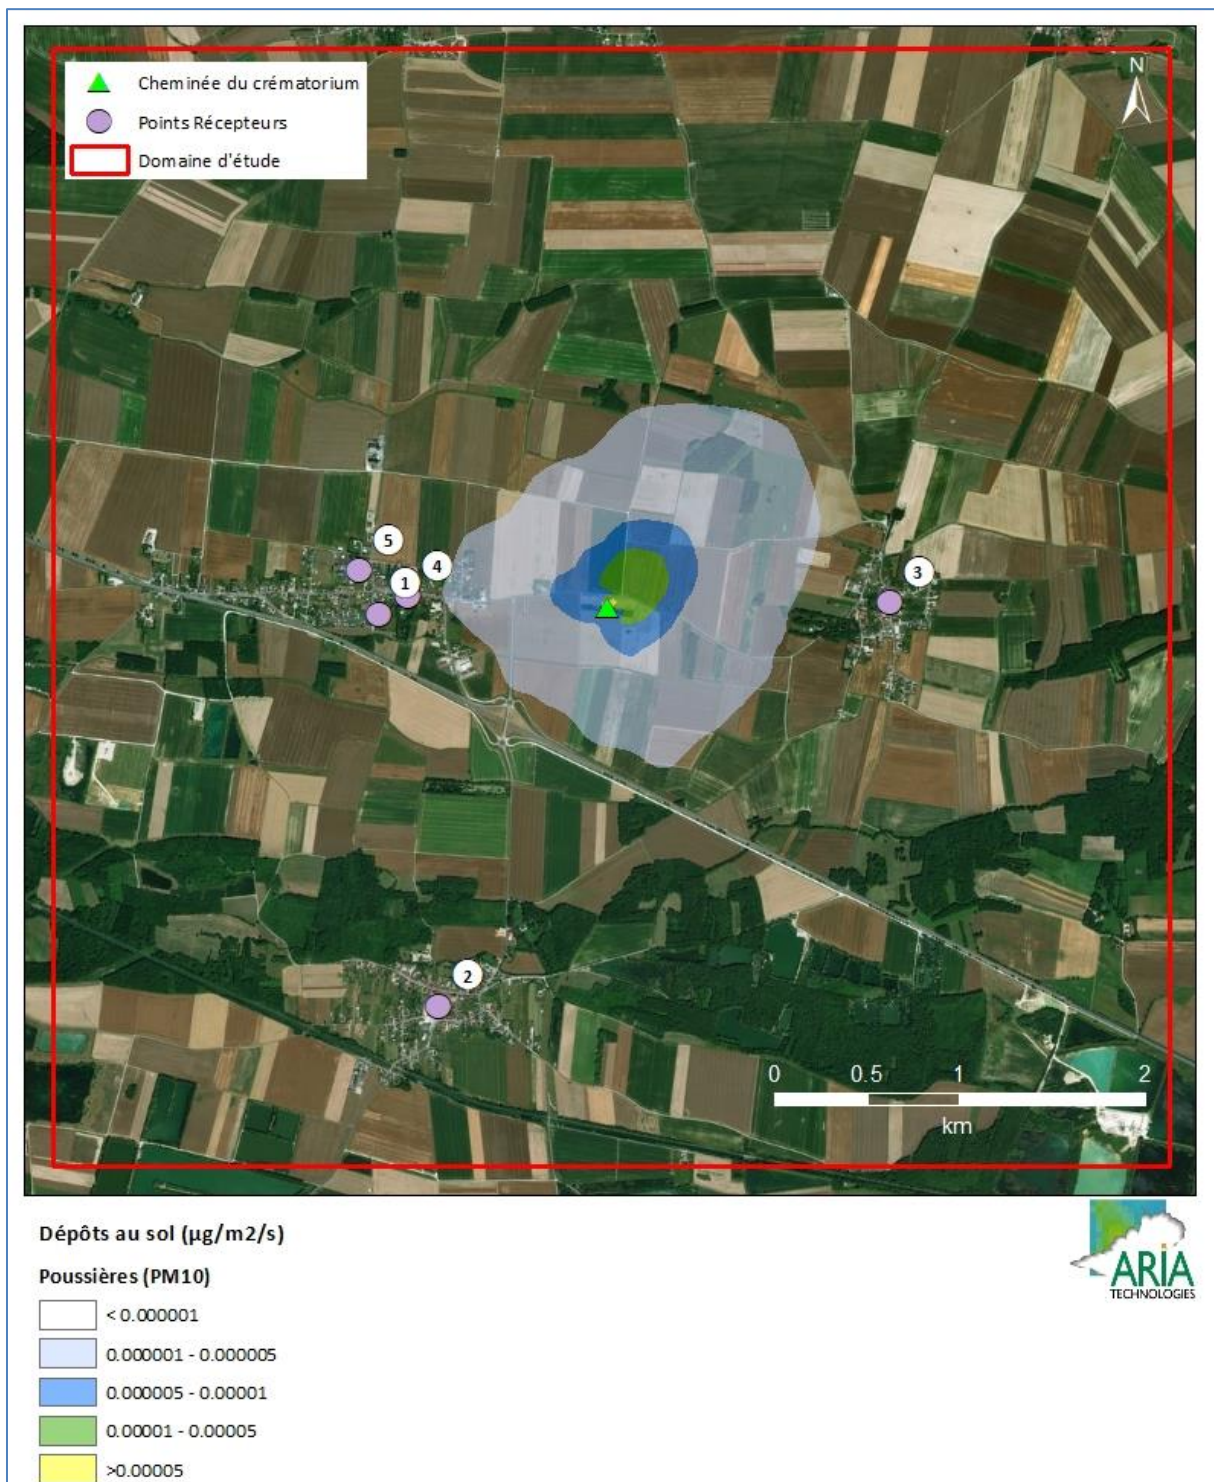 Cheminée du crématorium
Points Récepteurs
Domaine d'étude
N
5
4
1
3
2
0 0.5 1 2
km
Dépôts au sol (µg/m2/s)
Poussières (PM10)
< 0.000001
0.000001 - 0.000005
0.000005 - 0.00001
0.00001 - 0.00005
>0.00005
ARIA
TECHNOLOGIES